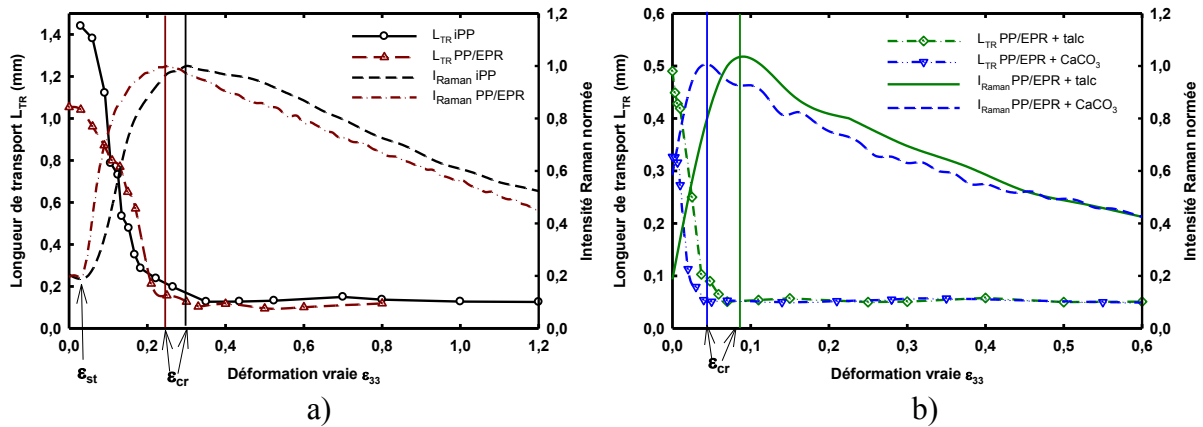 Longueur de transport L_TR (mm)
1,4
1,2
1,0
0,8
0,6
0,4
0,2
0,0
0,0 0,2 0,4 0,6 0,8 1,0 1,2
ε_st
ε_cr
Déformation vraie ε_33
L_TR iPP
L_TR PP/EPR
I_Raman iPP
I_Raman PP/EPR
1,2
1,0
0,8
0,6
0,4
0,2
0,0
Intensité Raman normée
a)
Longueur de transport L_TR (mm)
0,6
0,5
0,4
0,3
0,2
0,1
0,0
0,0 0,1 0,2 0,3 0,4 0,5 0,6
ε_cr
Déformation vraie ε_33
L_TR PP/EPR + talc
L_TR PP/EPR + CaCO_3
I_Raman PP/EPR + talc
I_Raman PP/EPR + CaCO_3
1,2
1,0
0,8
0,6
0,4
0,2
0,0
Intensité Raman normée
b)